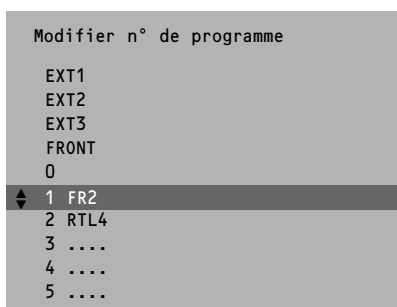 Modifier n° de programme
EXT1
EXT2
EXT3
FRONT
0
1 FR2
2 RTL4
3 ....
4 ....
5 ....